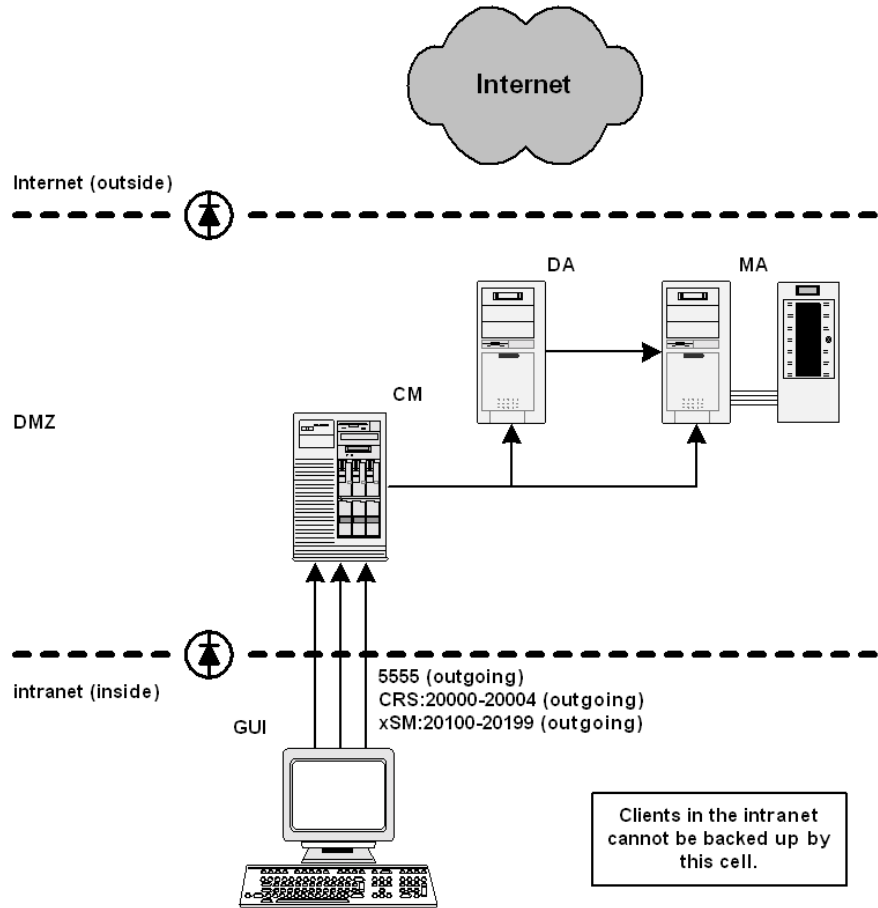 Internet
Internet (outside)
DA
MA
CM
DMZ
intranet (inside)
5555 (outgoing)
CRS:20000-20004 (outgoing)
xSM:20100-20199 (outgoing)
GUI
Clients in the intranet
cannot be backed up by
this cell.